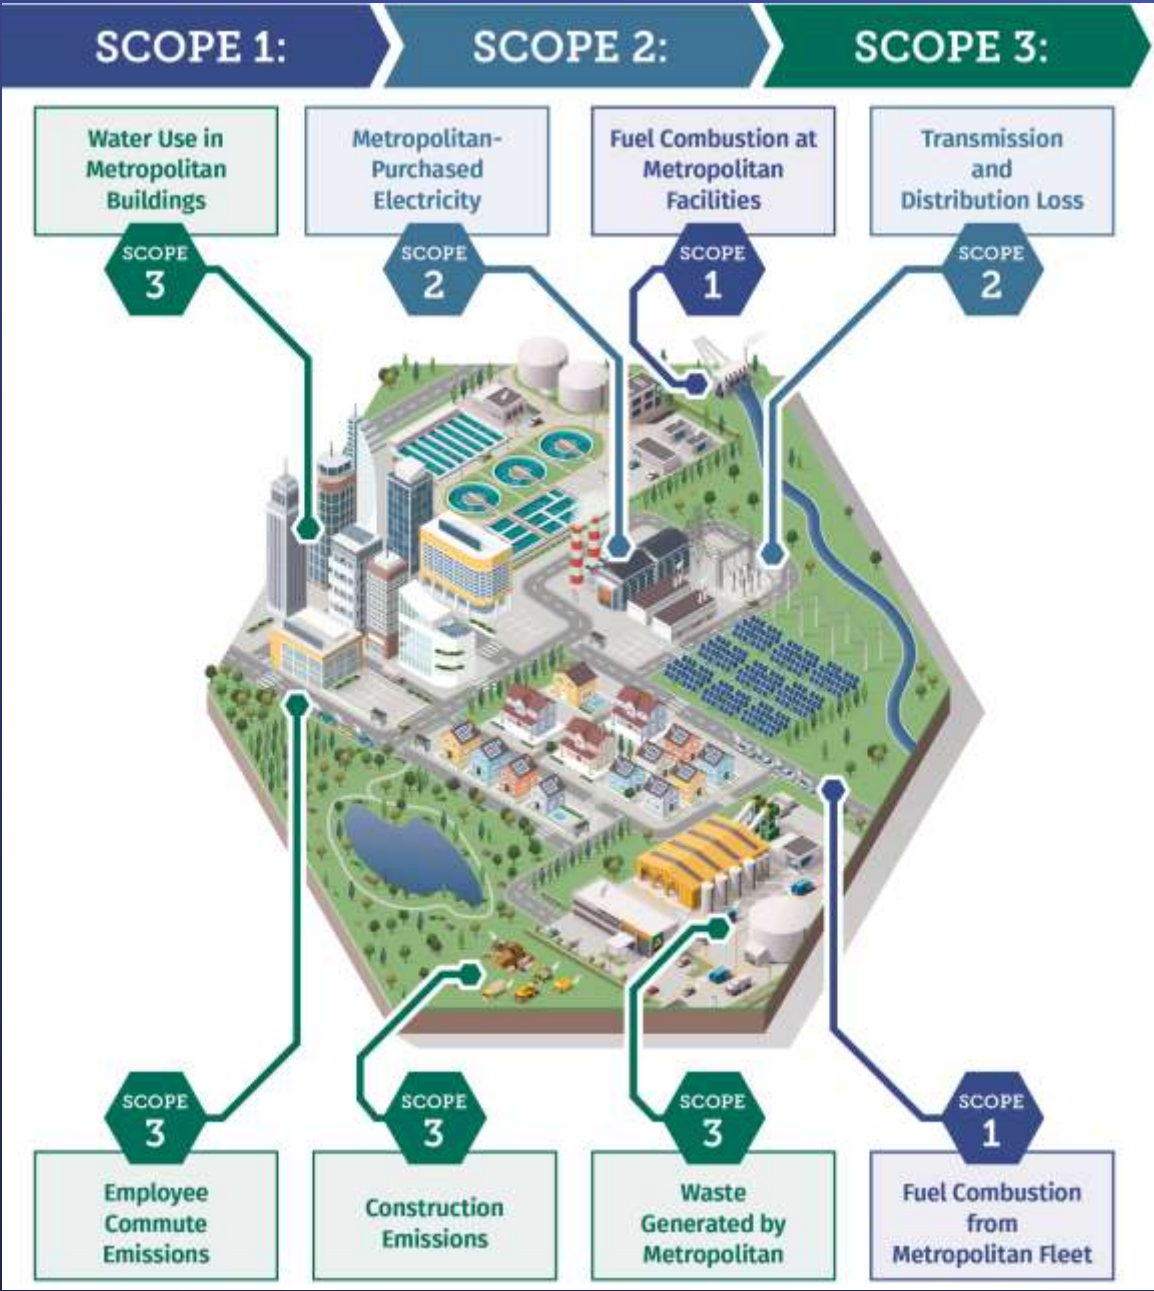 SCOPE 1:
SCOPE 2:
SCOPE 3:
Water Use in
Metropolitan
Buildings
SCOPE
3
Metropolitan-
Purchased
Electricity
SCOPE
2
Fuel Combustion at
Metropolitan
Facilities
SCOPE
1
Transmission
and
Distribution Loss
SCOPE
2
SCOPE
3
Employee
Commute
Emissions
SCOPE
3
Construction
Emissions
SCOPE
3
Waste
Generated by
Metropolitan
SCOPE
1
Fuel Combustion
from
Metropolitan Fleet